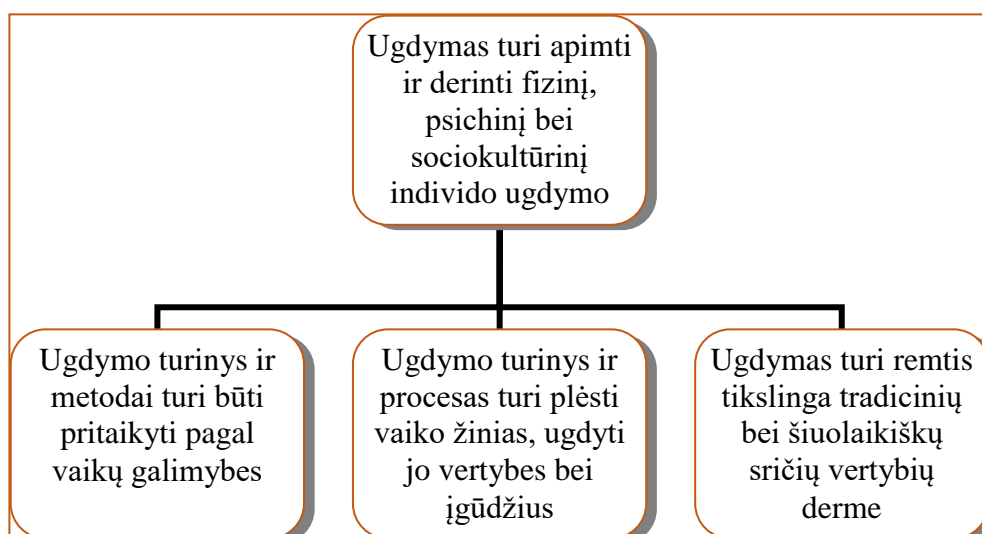 Ugdymas turi apimti
ir derinti fizinį,
psichinį bei
sociokultūrinį
individo ugdymo
Ugdymo turinys ir
metodai turi būti
pritaikyti pagal
vaikų galimybes
Ugdymo turinys ir
procesas turi plėsti
vaiko žinias, ugdyti
jo vertybes bei
įgūdžius
Ugdymas turi remtis
tikslinga tradicinių
bei šiuolaikiškų
sričių vertybių
derme